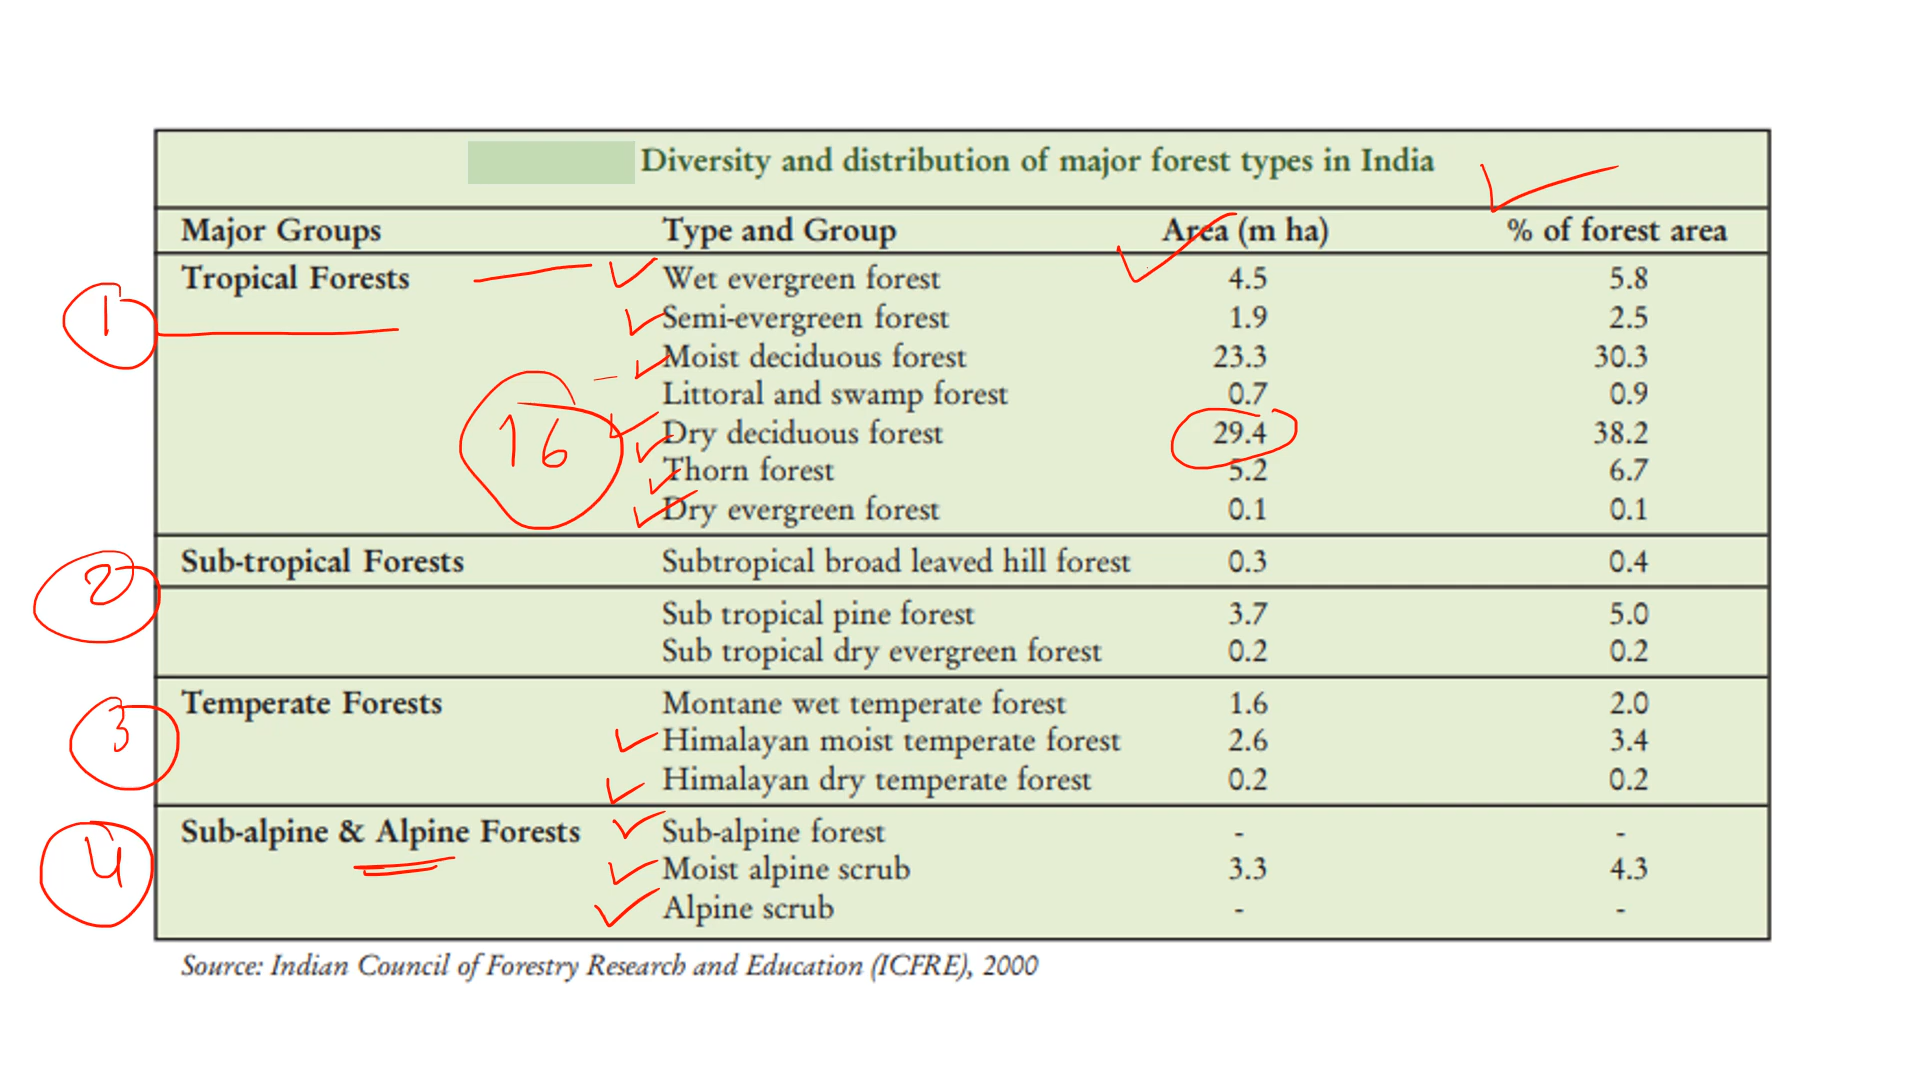 Diversity and distribution of major forest types in India
Major Groups Type and Group Area (m ha) % of forest area
1
Tropical Forests Wet evergreen forest 4.5 5.8
Semi-evergreen forest 1.9 2.5
Moist deciduous forest 23.3 30.3
Littoral and swamp forest 0.7 0.9
16
Dry deciduous forest 29.4 38.2
Thorn forest 5.2 6.7
Dry evergreen forest 0.1 0.1
2
Sub-tropical Forests Subtropical broad leaved hill forest 0.3 0.4
Sub tropical pine forest 3.7 5.0
Sub tropical dry evergreen forest 0.2 0.2
3
Temperate Forests Montane wet temperate forest 1.6 2.0
Himalayan moist temperate forest 2.6 3.4
Himalayan dry temperate forest 0.2 0.2
4
Sub-alpine & Alpine Forests Sub-alpine forest - -
Moist alpine scrub 3.3 4.3
Alpine scrub - -
Source: Indian Council of Forestry Research and Education (ICFRE), 2000